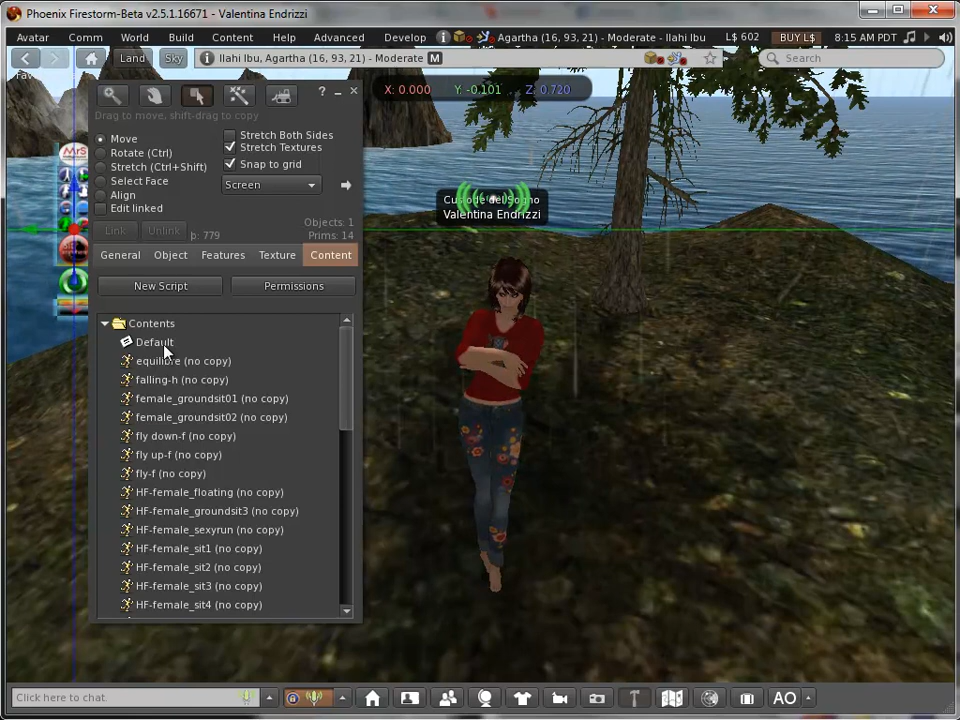 Phoenix Firestorm-Beta v2.5.1.16671 - Valentina Endrizzi
Avatar Comm World Build Content Help Advanced Develop Agartha (16, 93, 21) - Moderate - Ilahi Ibu L$ 602 BUY L$ 8:15 AM PDT
Land Sky Ilahi Ibu, Agartha (16, 93, 21) - Moderate M Search
X: 0.000 Y: -0.101 Z: 0.720
Drag to move, shift-drag to copy
Move
Rotate (Ctrl)
Stretch (Ctrl+Shift)
Select Face
Align
Edit linked
Stretch Both Sides
Stretch Textures
Snap to grid
Screen
Link Unlink
Objects: 1
þ: 779 Prims: 14
General Object Features Texture Content
New Script Permissions
Contents
Default
equilibre (no copy)
falling-h (no copy)
female_groundsit01 (no copy)
female_groundsit02 (no copy)
fly down-f (no copy)
fly up-f (no copy)
fly-f (no copy)
HF-female_floating (no copy)
HF-female_groundsit3 (no copy)
HF-female_sexyrun (no copy)
HF-female_sit1 (no copy)
HF-female_sit2 (no copy)
HF-female_sit3 (no copy)
HF-female_sit4 (no copy)
Custode del Sogno
Valentina Endrizzi
Click here to chat.
AO